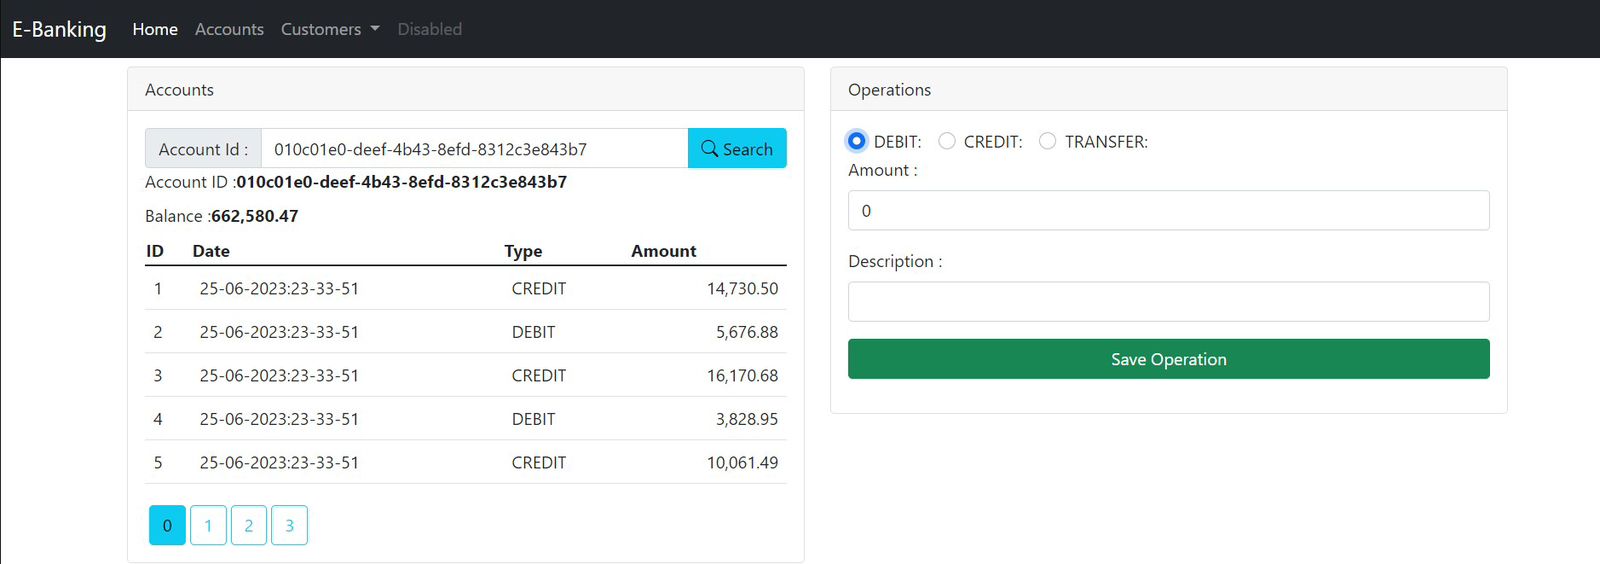 E-Banking Home Accounts Customers Disabled
Accounts
Account Id : 010c01e0-deef-4b43-8efd-8312c3e843b7 Search
Account ID :010c01e0-deef-4b43-8efd-8312c3e843b7
Balance :662,580.47
ID Date Type Amount
1 25-06-2023:23-33-51 CREDIT 14,730.50
2 25-06-2023:23-33-51 DEBIT 5,676.88
3 25-06-2023:23-33-51 CREDIT 16,170.68
4 25-06-2023:23-33-51 DEBIT 3,828.95
5 25-06-2023:23-33-51 CREDIT 10,061.49
0 1 2 3
Operations
DEBIT: CREDIT: TRANSFER:
Amount :
0
Description :
Save Operation